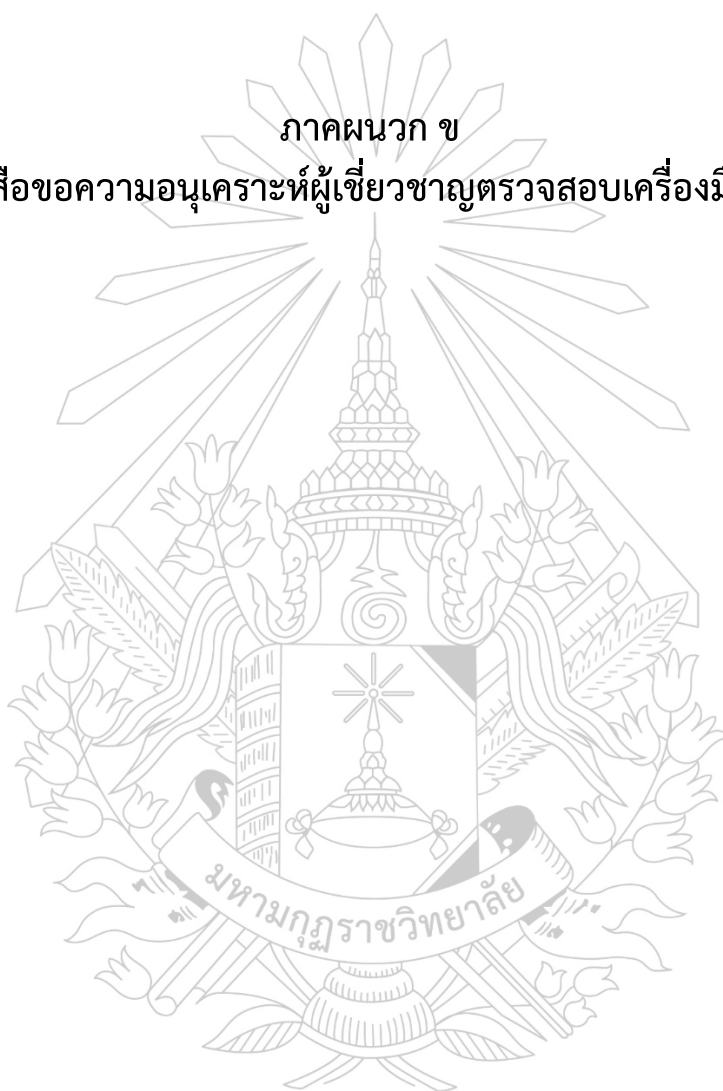 ภาคผนวก ข
สือขอความอนุเคราะห์ผู้เชี่ยวชาญตรวจสอบเครื่องมื
มหามกุฏราชวิทยาลัย